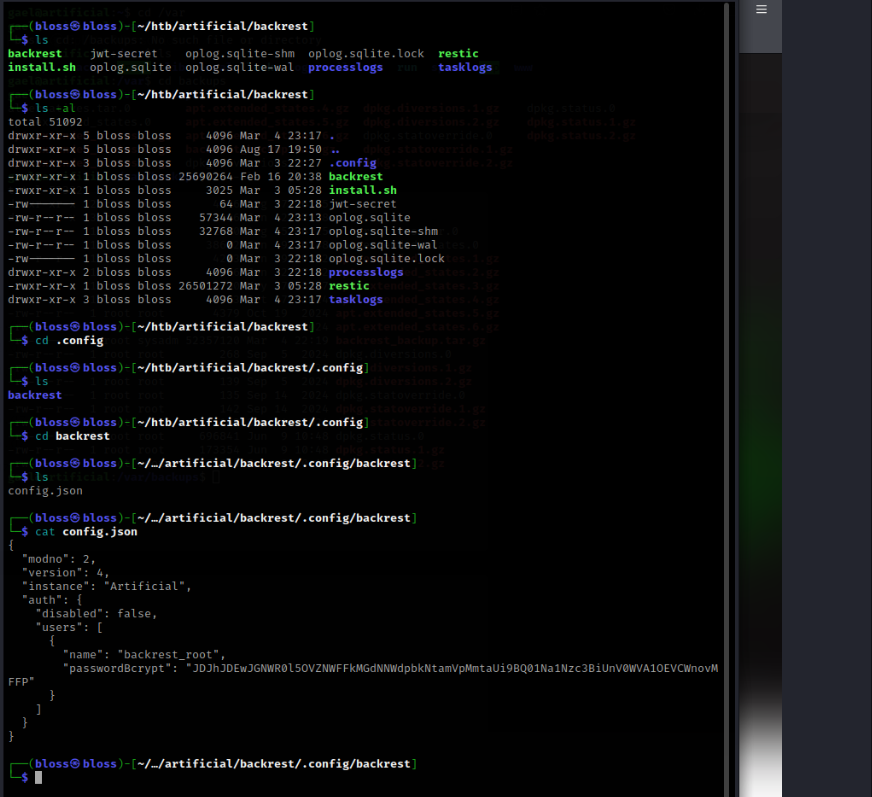 ┌──(bloss㉿bloss)-[~/htb/artificial/backrest]
└─$ ls
backrest    jwt-secret    oplog.sqlite-shm  oplog.sqlite.lock  restic
install.sh  oplog.sqlite  oplog.sqlite-wal  processlogs        tasklogs
┌──(bloss㉿bloss)-[~/htb/artificial/backrest]
└─$ ls -al
total 51092
drwxr-xr-x 5 bloss bloss     4096 Mar  4 23:17 .
drwxr-xr-x 5 bloss bloss     4096 Aug 17 19:50 ..
drwxr-xr-x 3 bloss bloss     4096 Mar  3 22:27 .config
-rwxr-xr-x 1 bloss bloss 25690264 Feb 16 20:38 backrest
-rwxr-xr-x 1 bloss bloss     3025 Mar  3 05:28 install.sh
-rw------- 1 bloss bloss       64 Mar  3 22:18 jwt-secret
-rw-r--r-- 1 bloss bloss    57344 Mar  4 23:13 oplog.sqlite
-rw-r--r-- 1 bloss bloss    32768 Mar  4 23:17 oplog.sqlite-shm
-rw-r--r-- 1 bloss bloss        0 Mar  4 23:17 oplog.sqlite-wal
-rw------- 1 bloss bloss        0 Mar  3 22:18 oplog.sqlite.lock
drwxr-xr-x 2 bloss bloss     4096 Mar  3 22:18 processlogs
-rwxr-xr-x 1 bloss bloss 26501272 Mar  3 05:28 restic
drwxr-xr-x 3 bloss bloss     4096 Mar  4 23:17 tasklogs
┌──(bloss㉿bloss)-[~/htb/artificial/backrest]
└─$ cd .config
┌──(bloss㉿bloss)-[~/htb/artificial/backrest/.config]
└─$ ls
backrest
┌──(bloss㉿bloss)-[~/htb/artificial/backrest/.config]
└─$ cd backrest
┌──(bloss㉿bloss)-[~/…/artificial/backrest/.config/backrest]
└─$ ls
config.json
┌──(bloss㉿bloss)-[~/…/artificial/backrest/.config/backrest]
└─$ cat config.json
{
  "modno": 2,
  "version": 4,
  "instance": "Artificial",
  "auth": {
    "disabled": false,
    "users": [
      {
        "name": "backrest_root",
        "passwordBcrypt": "JDJhJDEwJGNWR0l5OVZNWFFkMGdNNWdpbkNtamVpMmtaUi9BQ01Na1Nzc3BiUnV0WVA1OEVCWnovM
FFP"
      }
    ]
  }
}
┌──(bloss㉿bloss)-[~/…/artificial/backrest/.config/backrest]
└─$